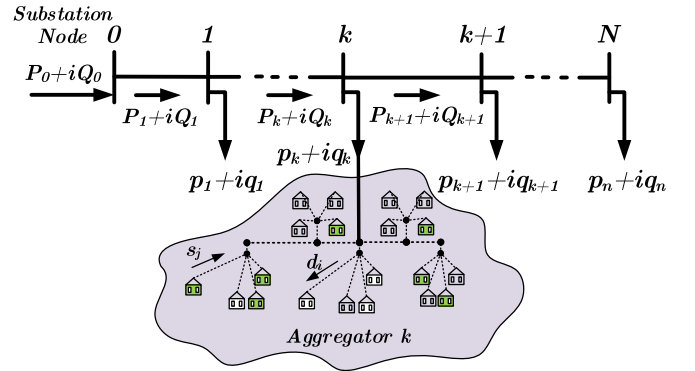 Substation
Node 0 1 k k+1 N
P₀+iQ₀
P₁+iQ₁ Pₖ+iQₖ Pₖ₊₁+iQₖ₊₁
p₁+iq₁ pₖ+iqₖ pₖ₊₁+iqₖ₊₁ pₙ+iqₙ
sⱼ dᵢ
Aggregator k